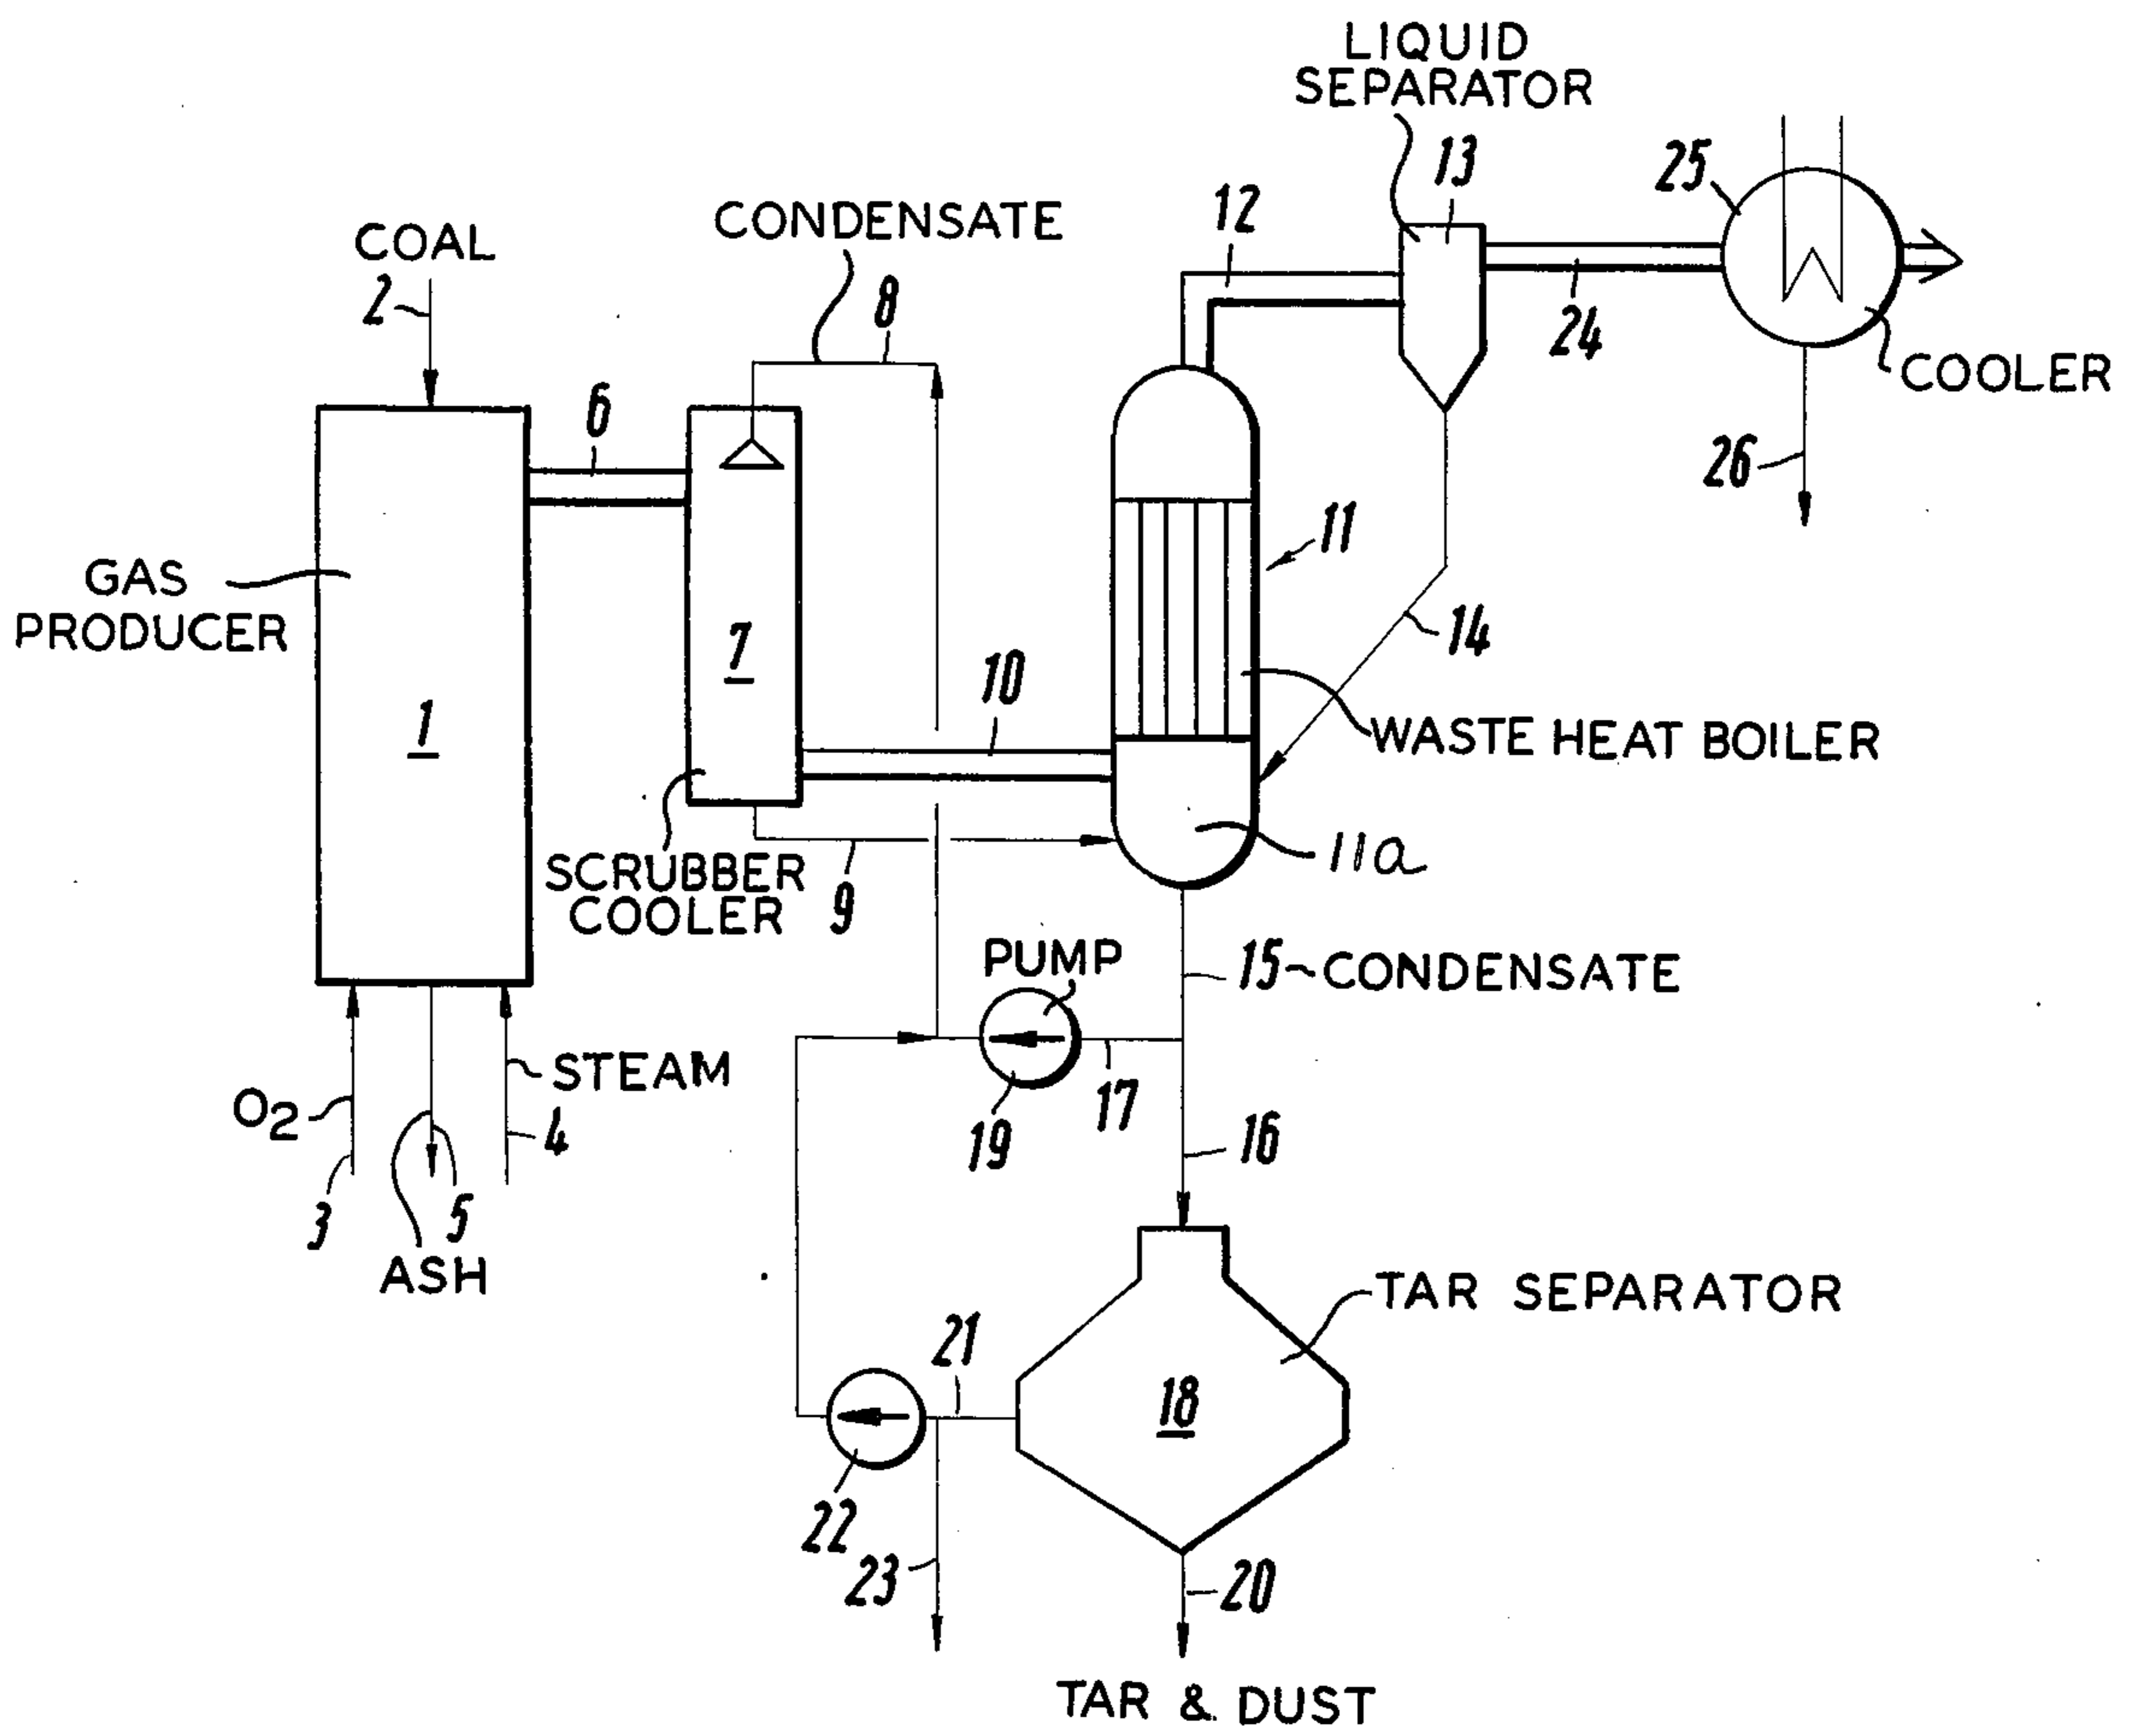 LIQUID
SEPARATOR
13
25
12
CONDENSATE
COAL
2
8
24
COOLER
6
26
11
GAS
PRODUCER
7
14
10
1
WASTE HEAT BOILER
11a
SCRUBBER
COOLER
9
PUMP
15
CONDENSATE
STEAM
O2
4
17
19
16
3
5
ASH
TAR SEPARATOR
21
18
22
23
20
TAR & DUST